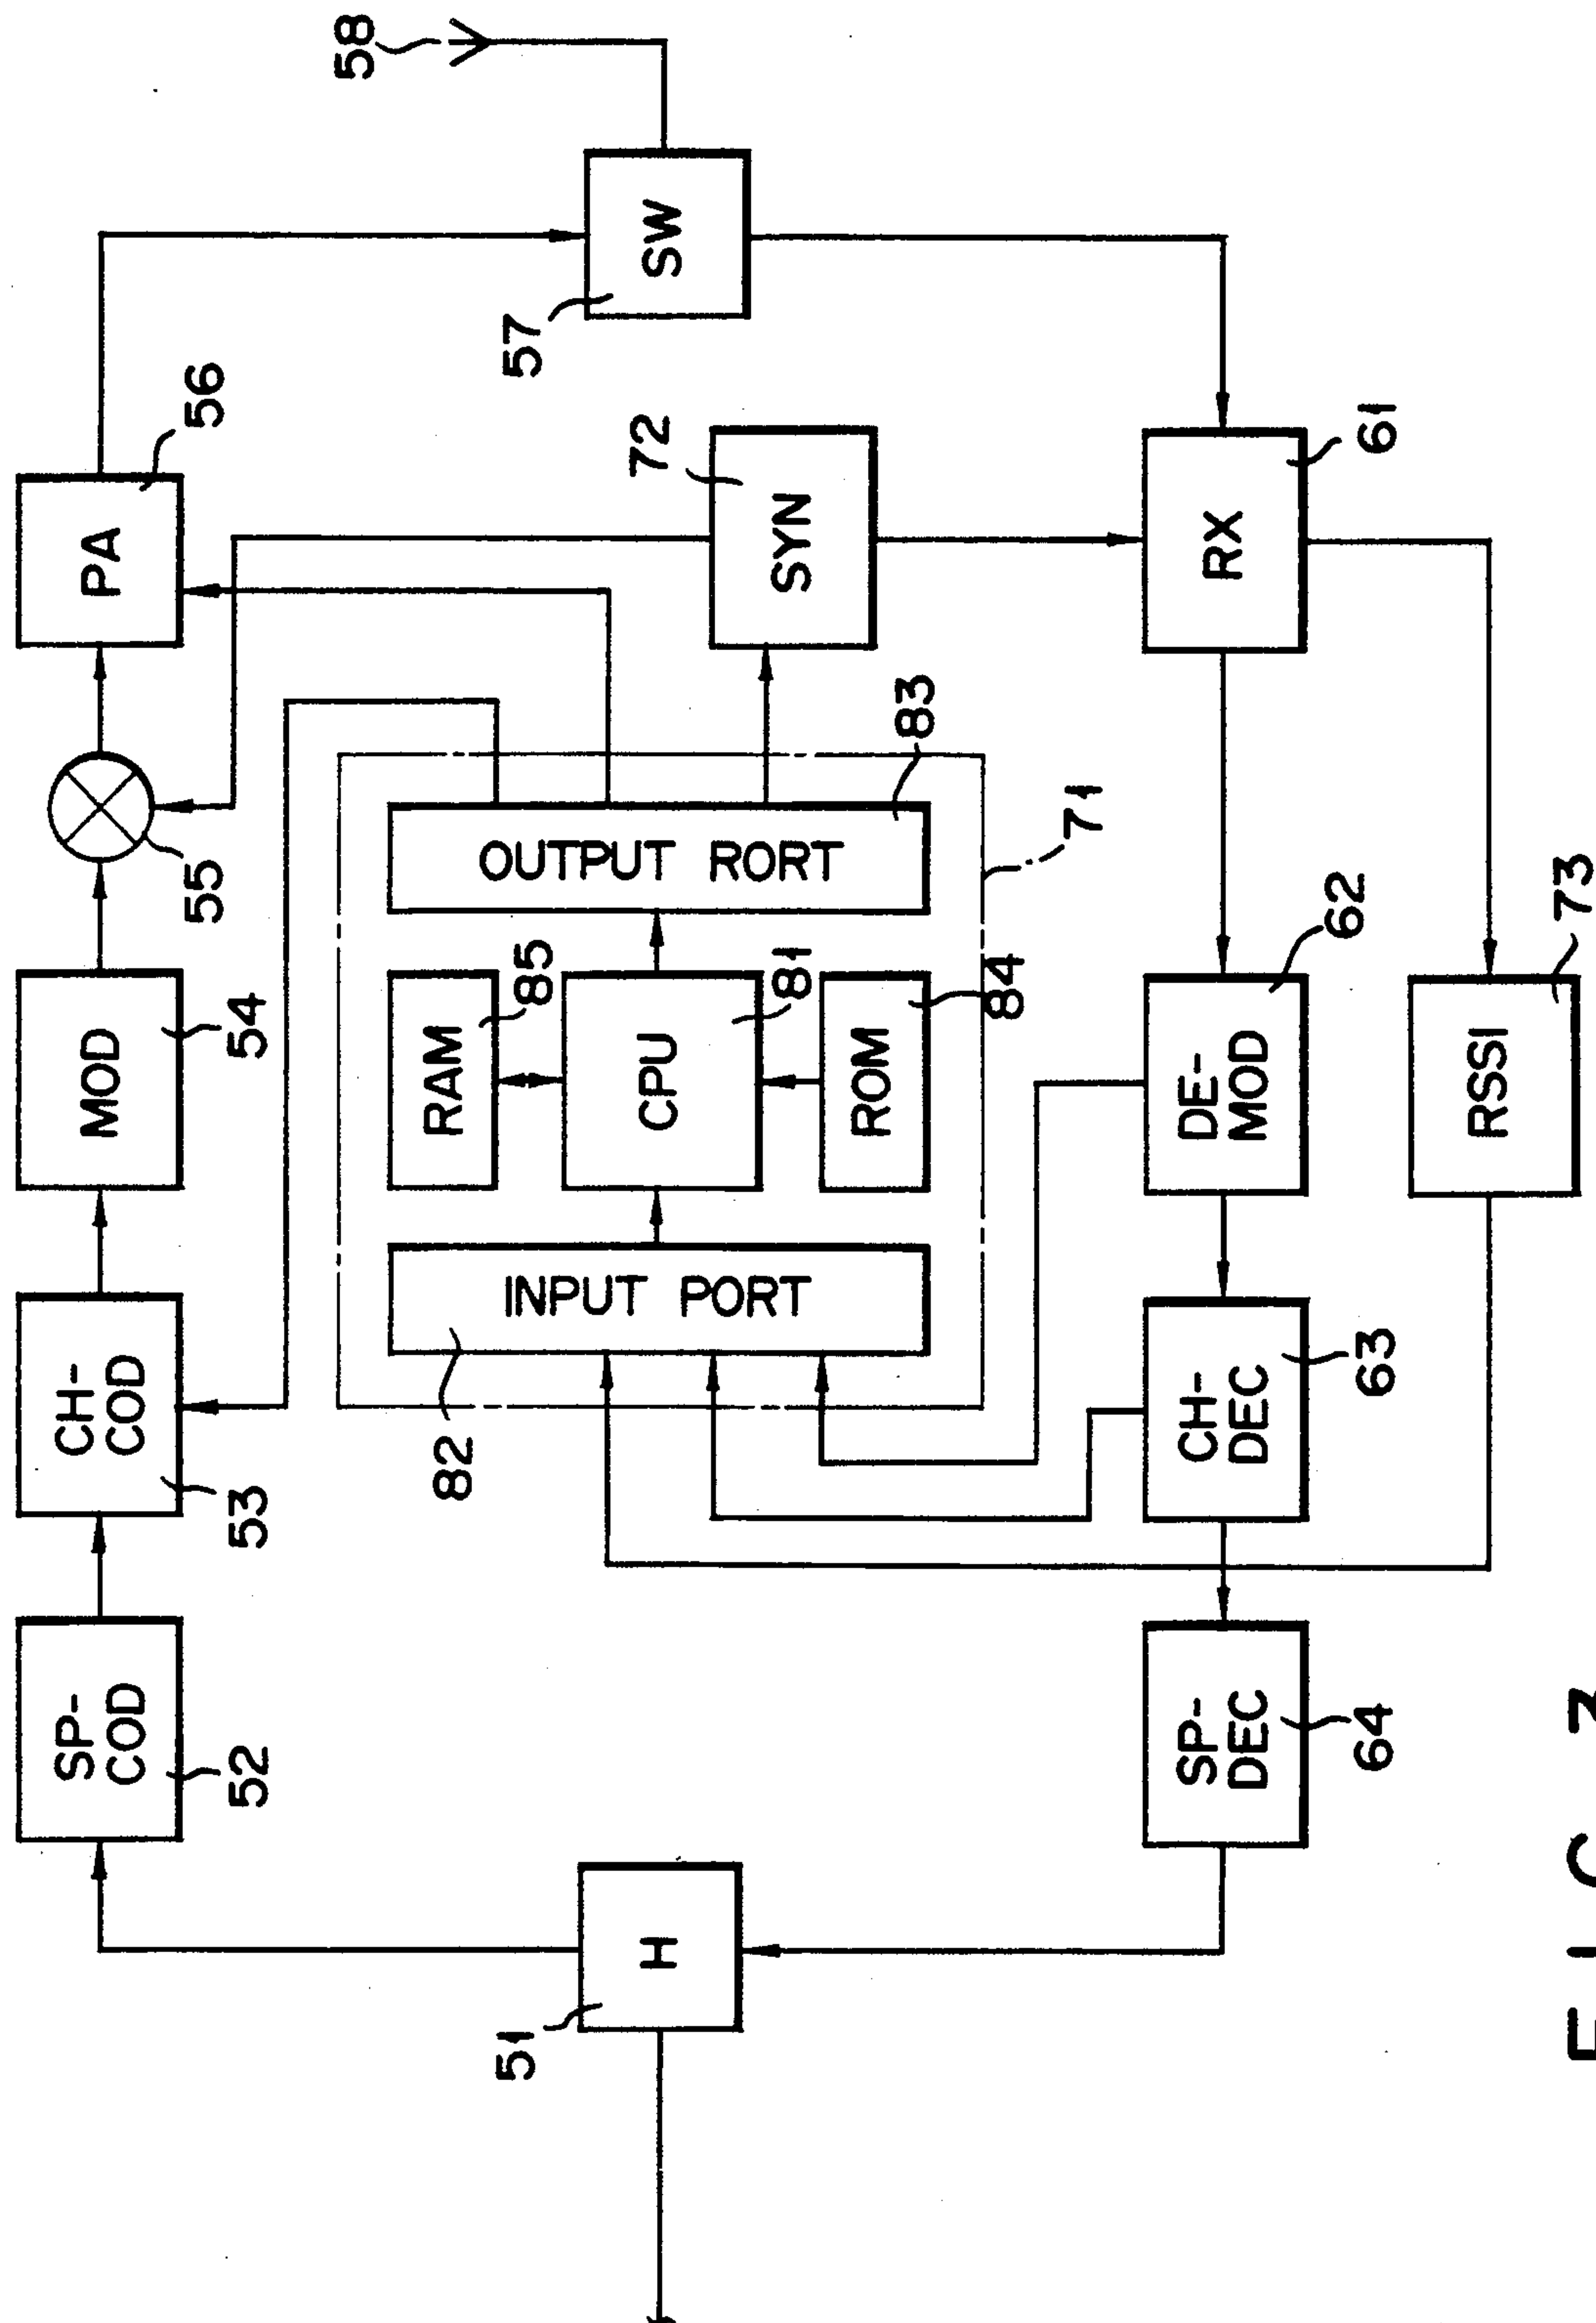 58
56
PA
57
SW
72
SYN
55
54
MOD
83
OUTPUT RORT
71
61
RX
85
RAM
81
CPU
84
ROM
62
DE-
MOD
73
RSSI
53
CH-
COD
82
INPUT PORT
63
CH-
DEC
52
SP-
COD
64
SP-
DEC
51
H
FIG. 3